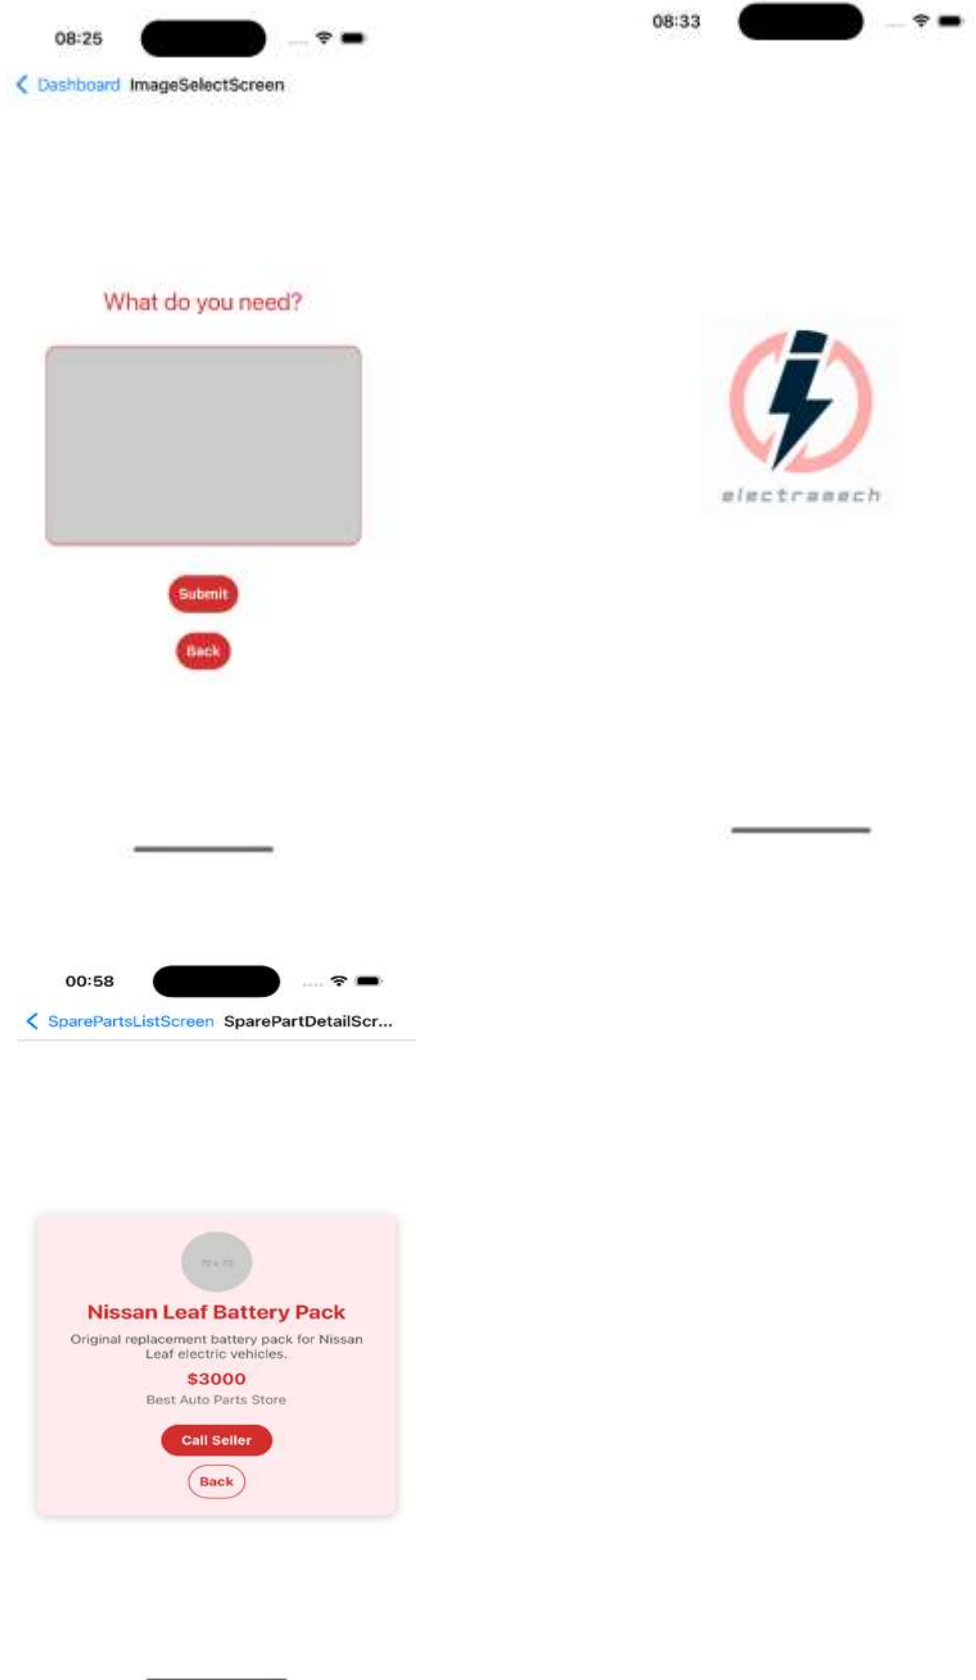 08:25
Dashboard ImageSelectScreen
What do you need?
Submit
Back
08:33
electramech
00:58
SparePartsListScreen SparePartDetailScr...
Nissan Leaf Battery Pack
Original replacement battery pack for Nissan
Leaf electric vehicles.
$3000
Best Auto Parts Store
Call Seller
Back